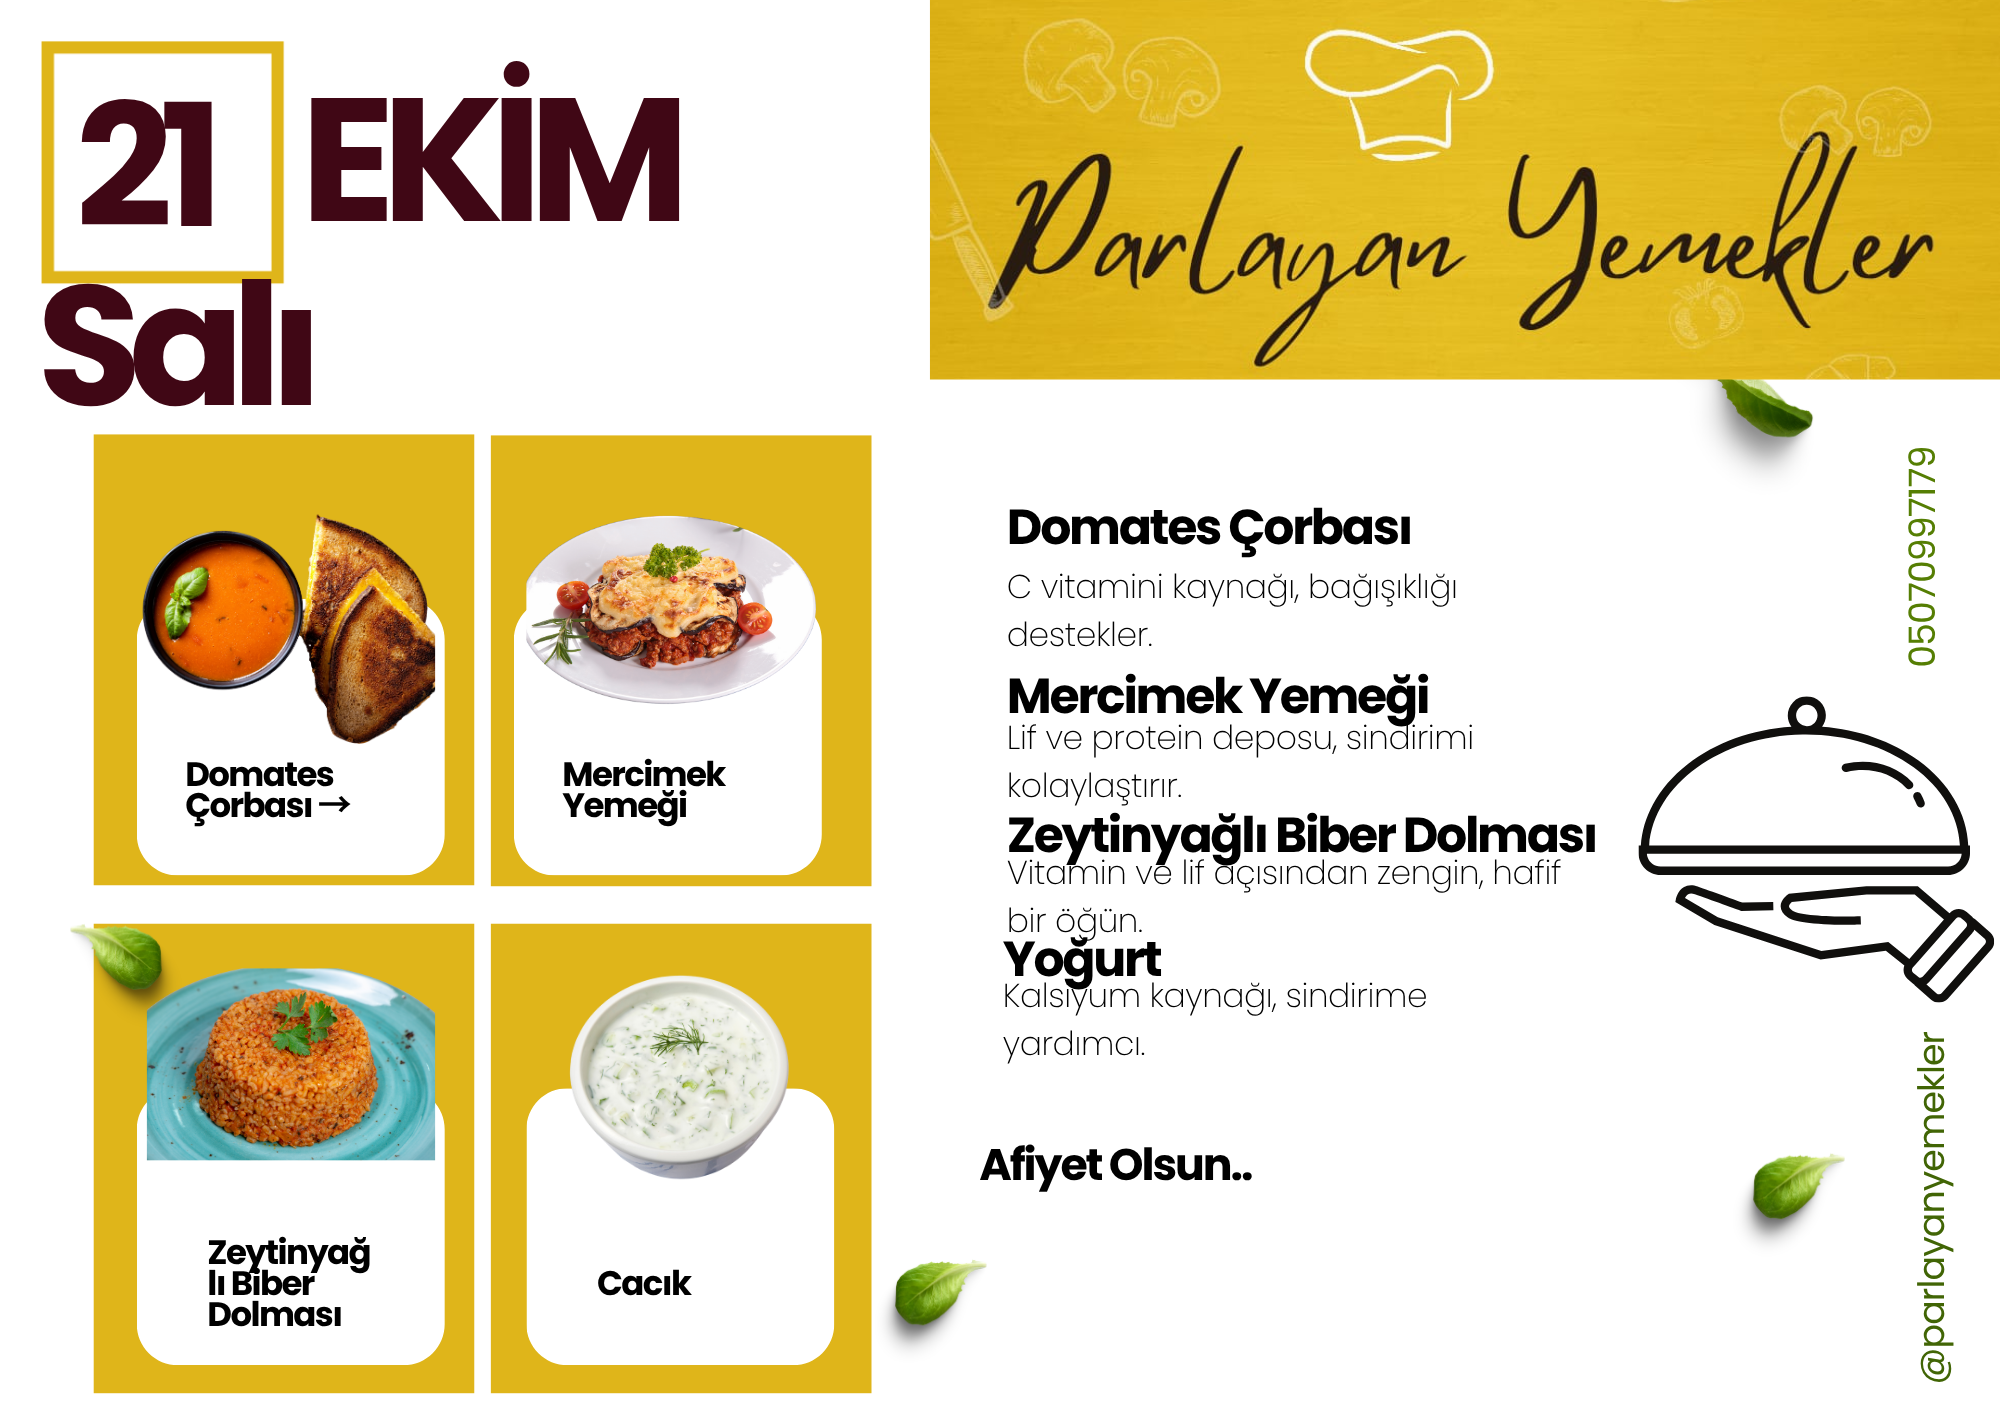 21 EKİM
Salı
Parlayan Yemekler
Domates
Çorbası →
Mercimek
Yemeği
Zeytinyağ
lı Biber
Dolması
Cacık
Domates Çorbası
C vitamini kaynağı, bağışıklığı
destekler.
Mercimek Yemeği
Lif ve protein deposu, sindirimi
kolaylaştırır.
Zeytinyağlı Biber Dolması
Vitamin ve lif açısından zengin, hafif
bir öğün.
Yoğurt
Kalsiyum kaynağı, sindirime
yardımcı.
Afiyet Olsun..
05070997179
@parlayanyemekler